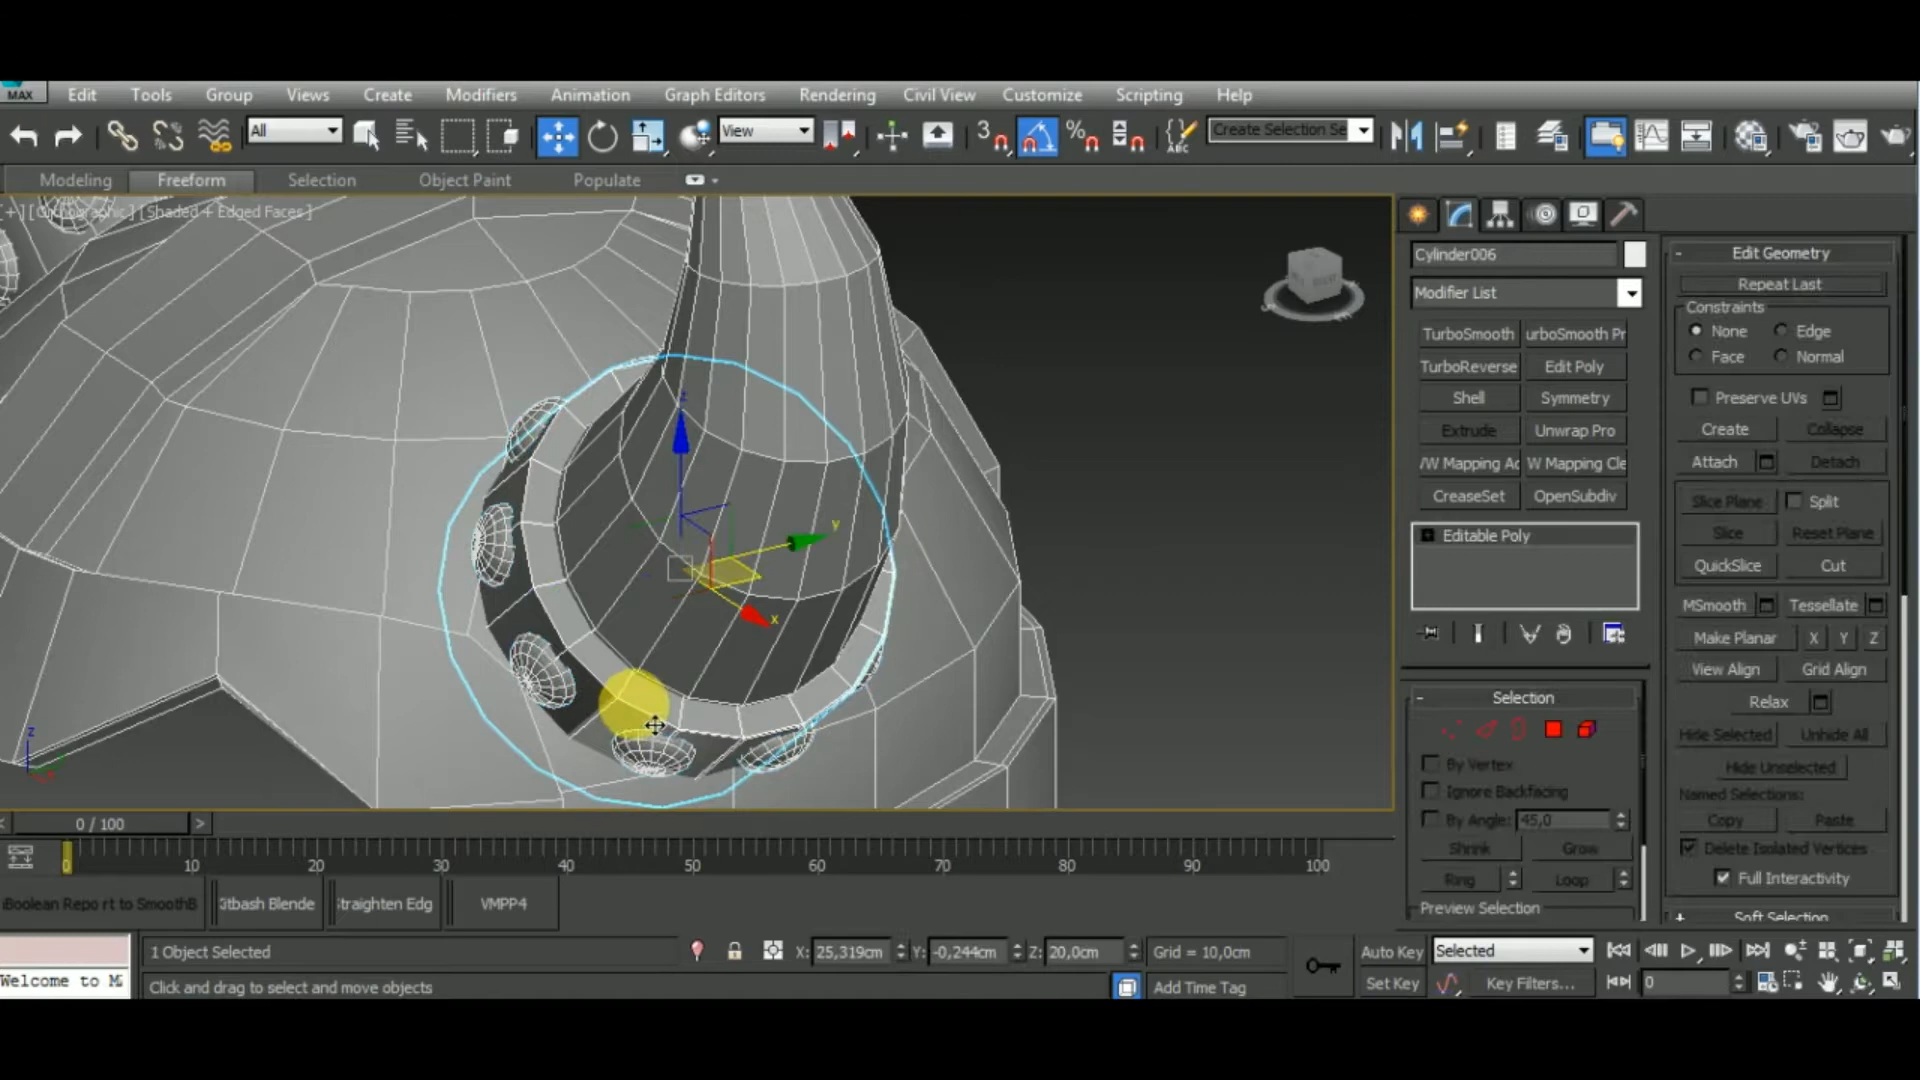 MAX Edit Tools Group Views Create Modifiers Animation Graph Editors Rendering Civil View Customize Scripting Help
All View 3 % ABC Create Selection Se
Modeling Freeform Selection Object Paint Populate
[Shaded + Edged Faces]
Cylinder006
Modifier List
TurboSmooth urboSmooth Pr
TurboReverse Edit Poly
Shell Symmetry
Extrude Unwrap Pro
W Mapping Cle
CreaseSet OpenSubdiv
Editable Poly
- Selection
By Vertex
Ignore Backfacing
By Angle: 45,0
Shrink Grow
Ring Loop
Preview Selection
- Edit Geometry
Repeat Last
Constraints
None Edge
Face Normal
Preserve UVs
Create Collapse
Attach Detach
Slice Plane Split
Slice Reset Plane
QuickSlice Cut
MSmooth Tessellate
Make Planar X Y Z
View Align Grid Align
Relax
Hide Selected Unhide All
Hide Unselected
Named Selections:
Copy Paste
Delete Isolated Vertices
Full Interactivity
+ Soft Selection
z
y
x
z
< 0 / 100 >
0 10 20 30 40 50 60 70 80 90 100
Boolean Repo rt to SmoothB tbash Blende traighten Edg VMPP4
1 Object Selected X: 25,319cm Y: -0,244cm Z: 20,0cm Grid = 10,0cm Auto Key Selected
Welcome to M Click and drag to select and move objects Add Time Tag Set Key Key Filters... 0